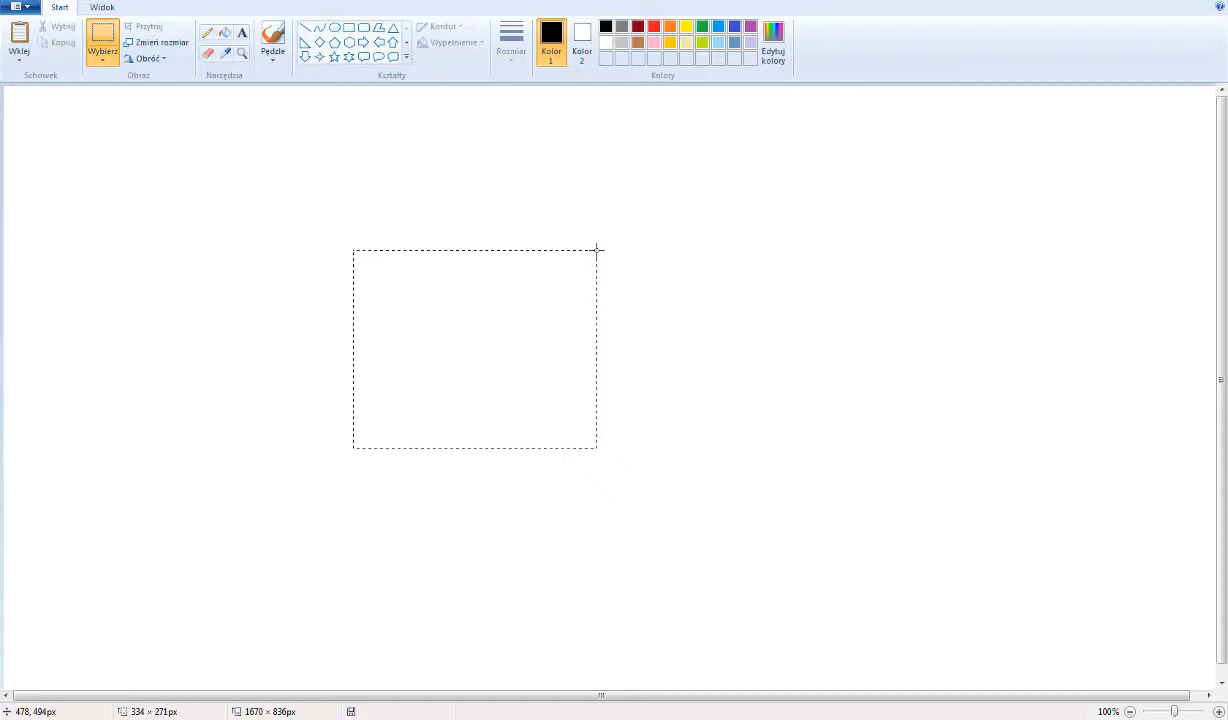 Start Widok
Wklej
Wytnij
Kopiuj
Schowek
Wybierz
Przytnij
Zmień rozmiar
Obróć
Obraz
A
Narzędzia
Pędzle
Kontur
Wypełnienie
Kształty
Rozmiar
Kolor
1
Kolor
2
Edytuj
kolory
Kolory
478, 494px 334 × 271px 1670 × 836px 100%